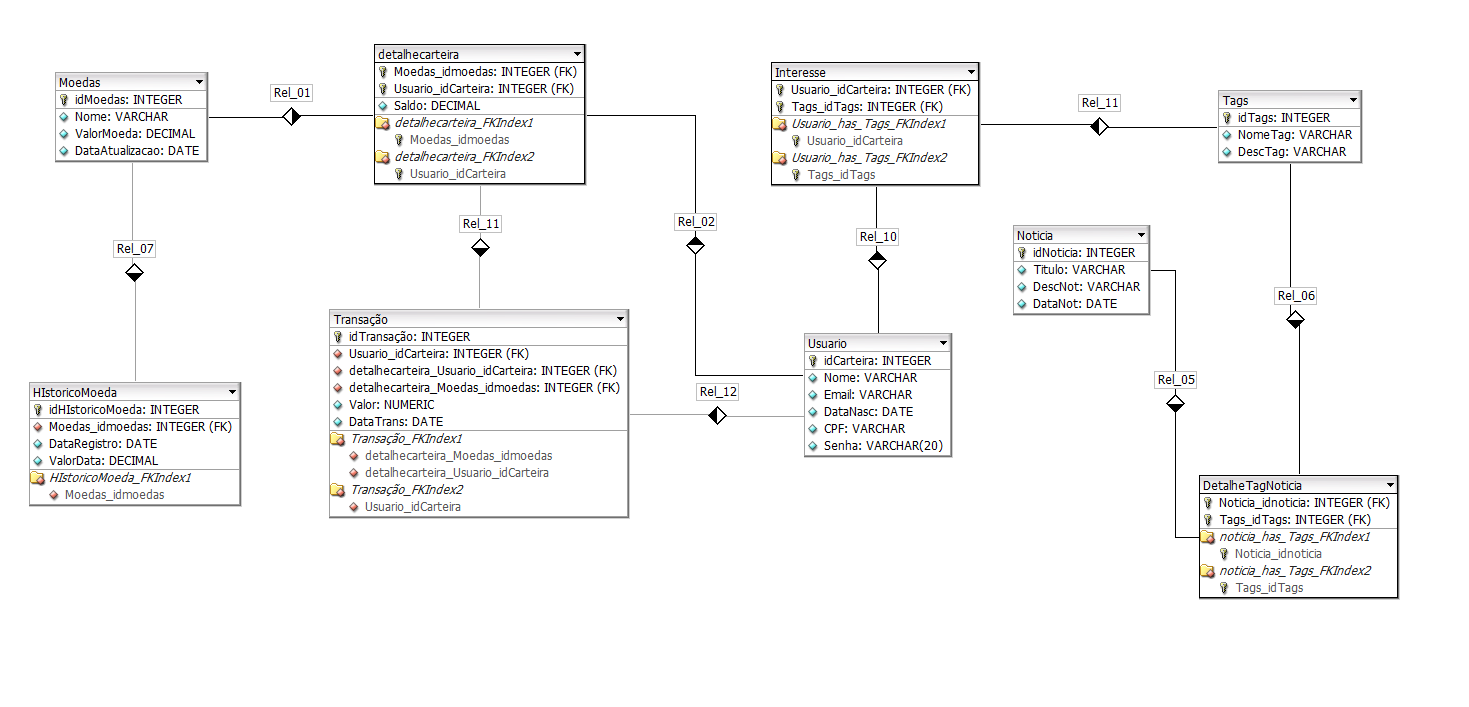 Moedas
idMoedas: INTEGER
Nome: VARCHAR
ValorMoeda: DECIMAL
DataAtualizacao: DATE
Rel_01
detalhecarteira
Moedas_idmoedas: INTEGER (FK)
Usuario_idCarteira: INTEGER (FK)
Saldo: DECIMAL
detalhecarteira_FKIndex1
Moedas_idmoedas
detalhecarteira_FKIndex2
Usuario_idCarteira
Interesse
Usuario_idCarteira: INTEGER (FK)
Tags_idTags: INTEGER (FK)
Usuario_has_Tags_FKIndex1
Usuario_idCarteira
Usuario_has_Tags_FKIndex2
Tags_idTags
Rel_11
Tags
idTags: INTEGER
NomeTag: VARCHAR
DescTag: VARCHAR
Rel_07
Rel_11
Rel_02
Rel_10
Noticia
idNoticia: INTEGER
Titulo: VARCHAR
DescNot: VARCHAR
DataNot: DATE
Rel_06
Transação
idTransação: INTEGER
Usuario_idCarteira: INTEGER (FK)
detalhecarteira_Usuario_idCarteira: INTEGER (FK)
detalhecarteira_Moedas_idmoedas: INTEGER (FK)
Valor: NUMERIC
DataTrans: DATE
Transação_FKIndex1
detalhecarteira_Moedas_idmoedas
detalhecarteira_Usuario_idCarteira
Transação_FKIndex2
Usuario_idCarteira
Rel_12
Usuario
idCarteira: INTEGER
Nome: VARCHAR
Email: VARCHAR
DataNasc: DATE
CPF: VARCHAR
Senha: VARCHAR(20)
Rel_05
HIstoricoMoeda
idHIstoricoMoeda: INTEGER
Moedas_idmoedas: INTEGER (FK)
DataRegistro: DATE
ValorData: DECIMAL
HIstoricoMoeda_FKIndex1
Moedas_idmoedas
DetalheTagNoticia
Noticia_idnoticia: INTEGER (FK)
Tags_idTags: INTEGER (FK)
noticia_has_Tags_FKIndex1
Noticia_idnoticia
noticia_has_Tags_FKIndex2
Tags_idTags